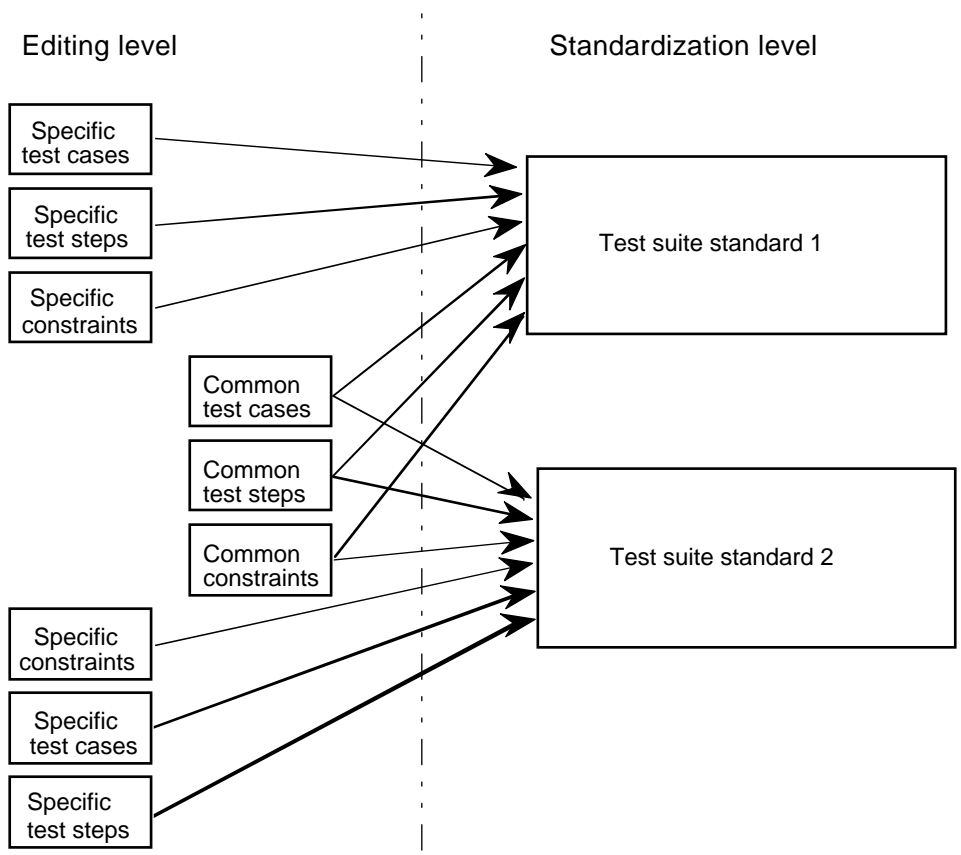 Editing level
Standardization level
Specific
test cases
Specific
test steps
Specific
constraints
Test suite standard 1
Common
test cases
Common
test steps
Common
constraints
Test suite standard 2
Specific
constraints
Specific
test cases
Specific
test steps